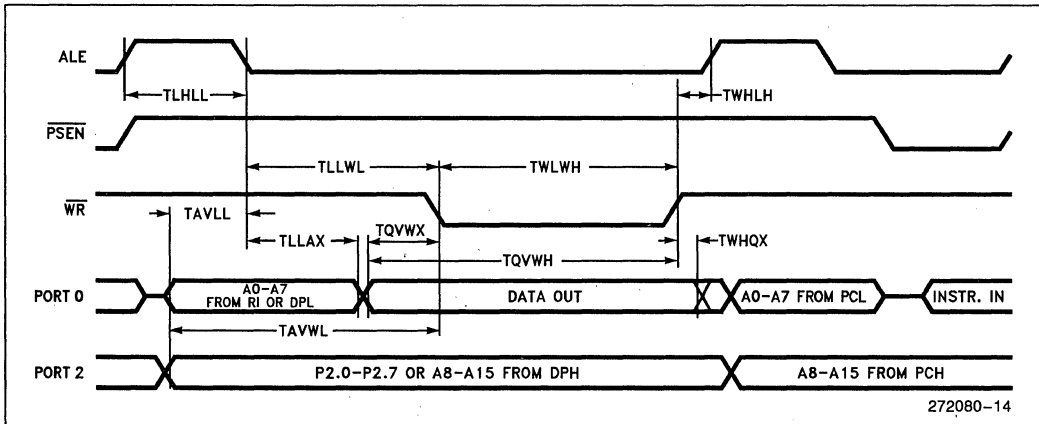 ALE
TLHLL
TWHLH
PSEN
TLLWL
TWLWH
WR
TAVLL
TLLAX
TQVWX
TWHQX
TQVWH
PORT 0
A0-A7
FROM RI OR DPL
DATA OUT
A0-A7 FROM PCL
INSTR. IN
TAVWL
PORT 2
P2.0-P2.7 OR A8-A15 FROM DPH
A8-A15 FROM PCH
272080-14